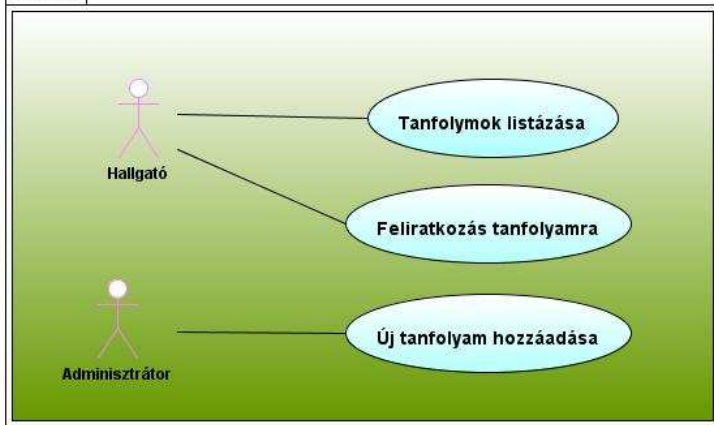 Tanfolymok listázása
Hallgató
Feliratkozás tanfolyamra
Új tanfolyam hozzáadása
Adminisztrátor